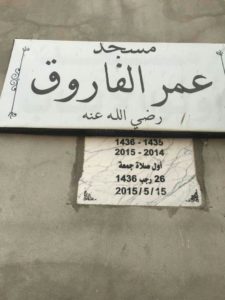 مسجد
عمر الفاروق
رضي الله عنه
1436 - 1435
2015 - 2014
أول صلاة جمعة
26 رجب 1436
2015/5/15